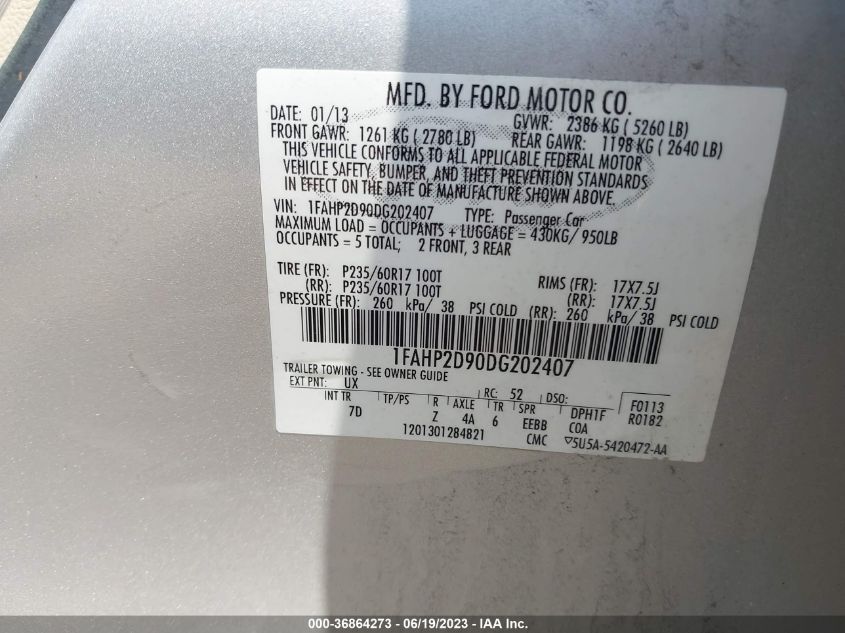 MFD. BY FORD MOTOR CO.
DATE: 01/13 GVWR: 2386 KG ( 5260 LB)
FRONT GAWR: 1261 KG ( 2780 LB) REAR GAWR: 1198 KG ( 2640 LB)
THIS VEHICLE CONFORMS TO ALL APPLICABLE FEDERAL MOTOR
VEHICLE SAFETY, BUMPER, AND THEFT PREVENTION STANDARDS
IN EFFECT ON THE DATE OF MANUFACTURE SHOWN ABOVE.
VIN: 1FAHP2D90DG202407 TYPE: Passenger Car
MAXIMUM LOAD = OCCUPANTS + LUGGAGE = 430KG/ 950LB
OCCUPANTS = 5 TOTAL; 2 FRONT, 3 REAR
TIRE (FR): P235/60R17 100T RIMS (FR): 17X7.5J
(RR): P235/60R17 100T (RR): 17X7.5J
PRESSURE (FR): 260 kPa/ 38 PSI COLD (RR): 260 kPa/ 38 PSI COLD
1FAHP2D90DG202407
TRAILER TOWING - SEE OWNER GUIDE
EXT PNT: UX RC: 52 DSO: F0113
INT TR TP/PS R AXLE TR SPR DPH1F R0182
7D Z 4A 6 EEBB COA
1201301284821 CMC 5U5A-5420472-AA
000-36864273 - 06/19/2023 - IAA Inc.